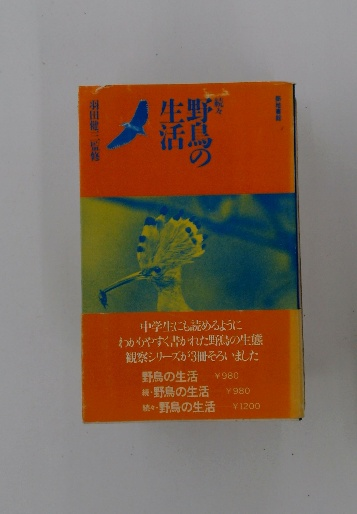 続々
野鳥の
生活
羽田健三監修
中学生にも読めるように
わかりやすく書かれた野鳥の生態
観察シリーズが3冊そろいました
野鳥の生活 ¥980
続・野鳥の生活 ¥980
続々・野鳥の生活 ¥1200